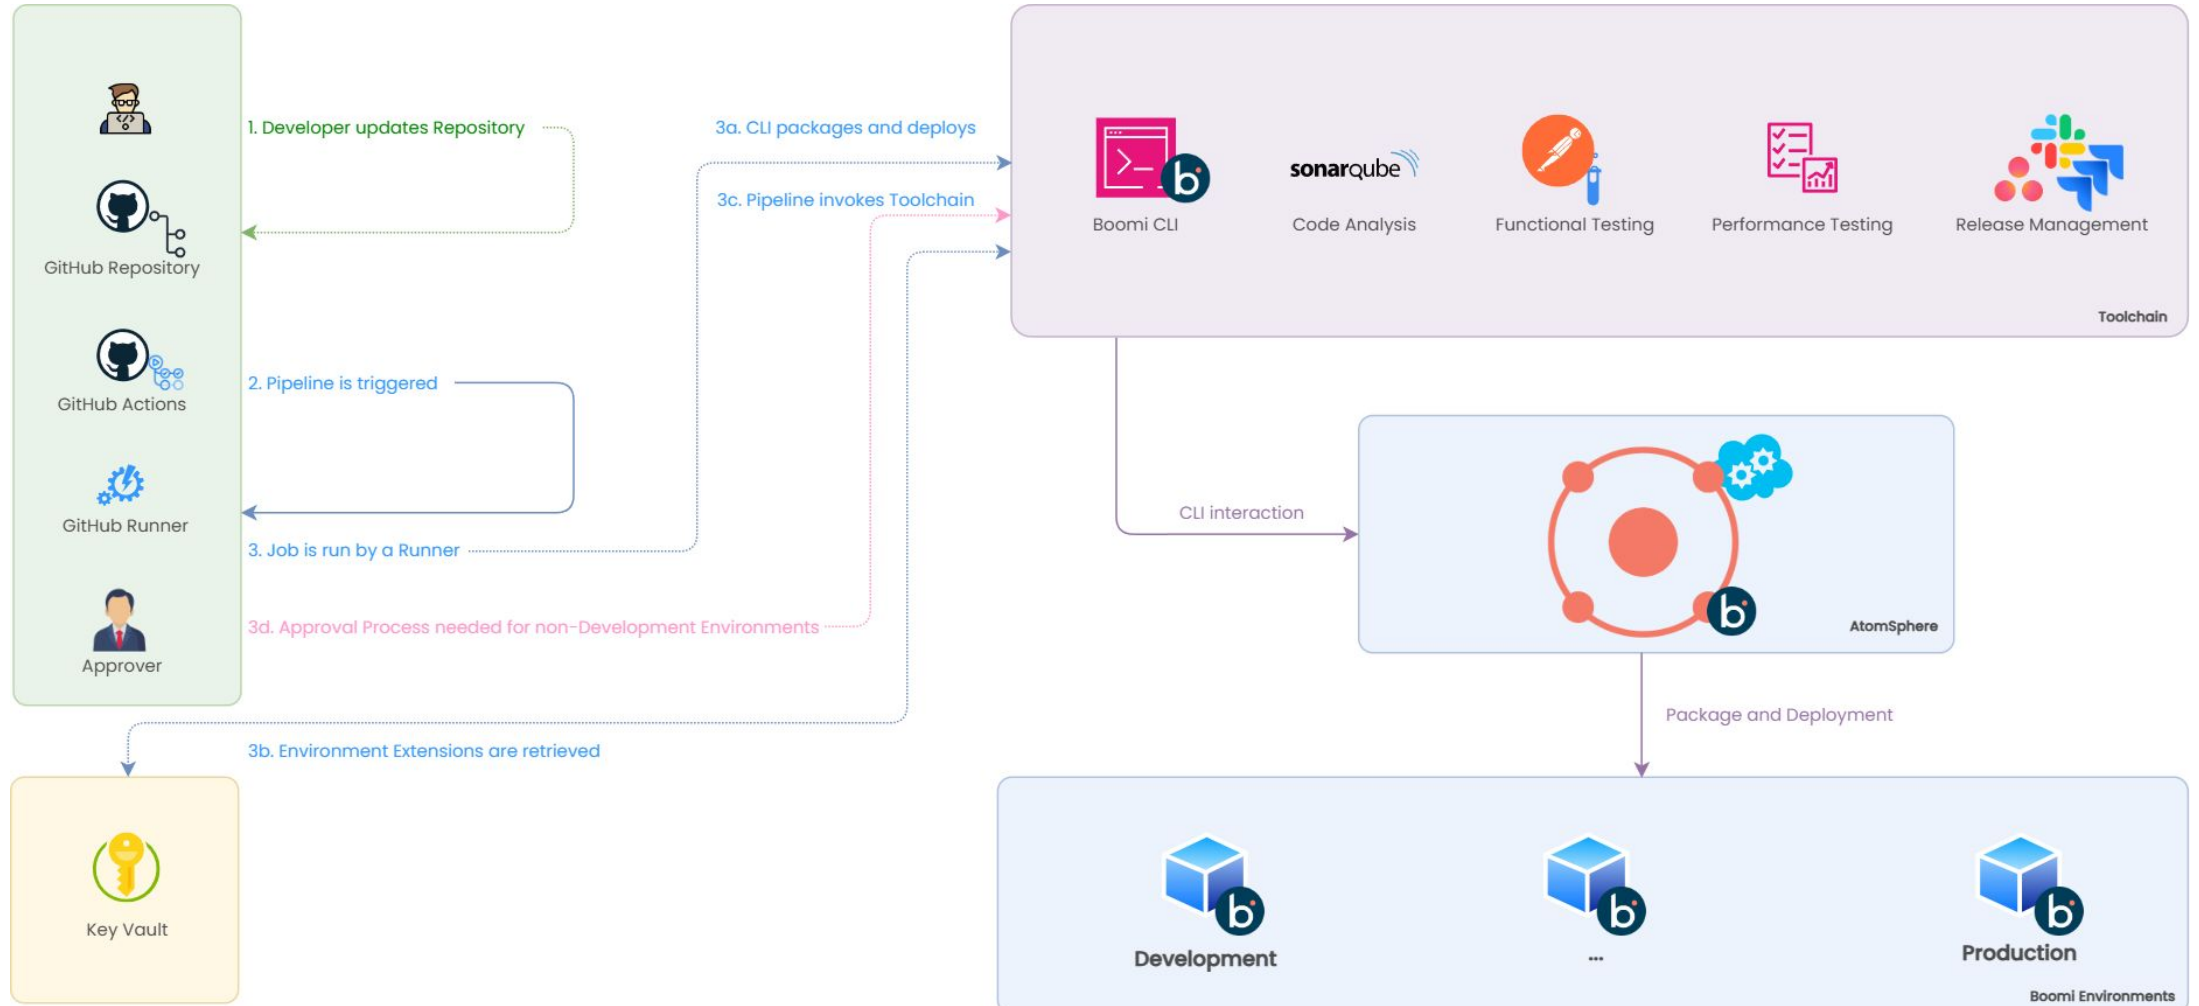 1. Developer updates Repository
GitHub Repository
GitHub Actions
2. Pipeline is triggered
GitHub Runner
3. Job is run by a Runner
3d. Approval Process needed for non-Development Environments
Approver
3b. Environment Extensions are retrieved
Key Vault
3a. CLI packages and deploys
3c. Pipeline invokes Toolchain
b
sonarqube
Boomi CLI
Code Analysis
Functional Testing
Performance Testing
Release Management
Toolchain
CLI interaction
b
AtomSphere
Package and Deployment
b
b
b
Development
...
Production
Boomi Environments